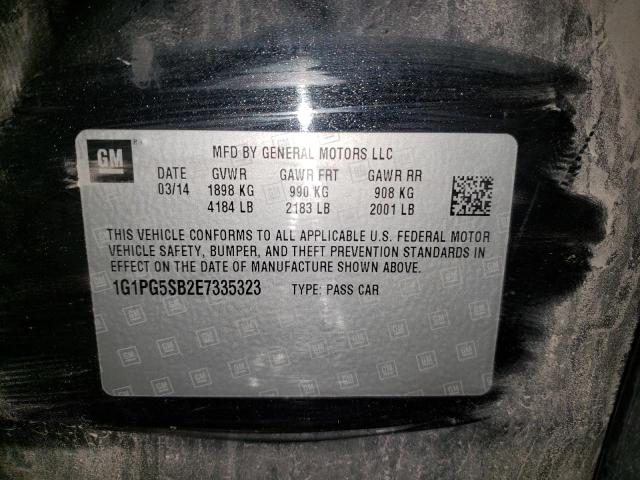 GM
MFD BY GENERAL MOTORS LLC
DATE GVWR GAWR FRT GAWR RR
03/14 1898 KG 990 KG 908 KG
4184 LB 2183 LB 2001 LB
THIS VEHICLE CONFORMS TO ALL APPLICABLE U.S. FEDERAL MOTOR
VEHICLE SAFETY, BUMPER, AND THEFT PREVENTION STANDARDS IN
EFFECT ON THE DATE OF MANUFACTURE SHOWN ABOVE.
1G1PG5SB2E7335323 TYPE: PASS CAR